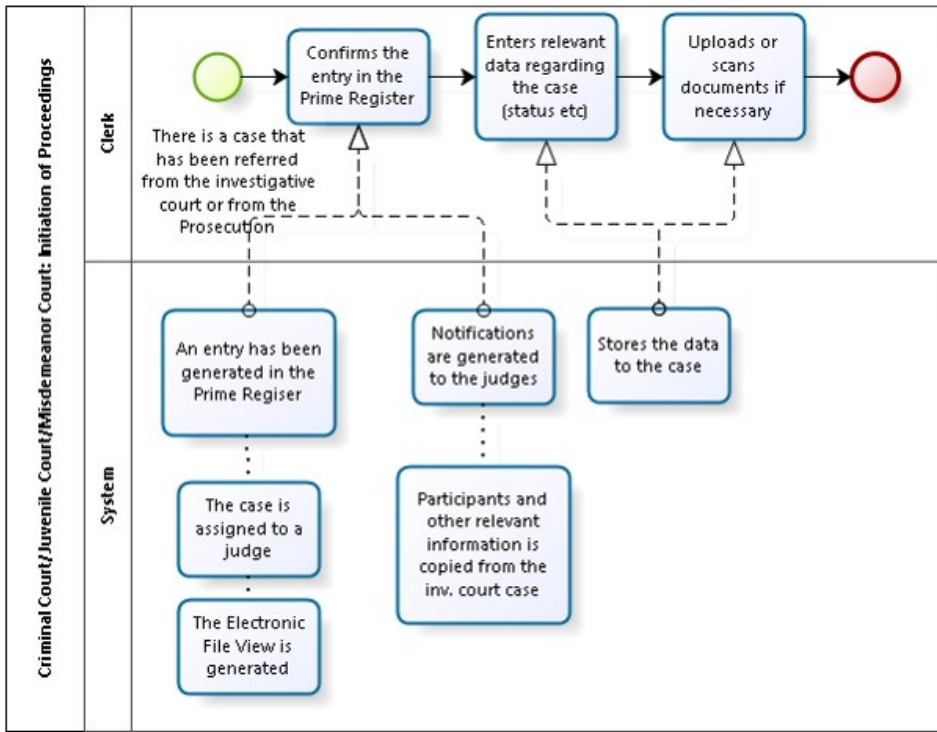 Criminal Court/Juvenile Court/Misdemeanor Court: Initiation of Proceedings
Clerk
Confirms the
entry in the
Prime Register
Enters relevant
data regarding
the case
(status etc)
Uploads or
scans
documents if
necessary
There is a case that
has been referred
from the investigative
court or from the
Prosecution
System
An entry has been
generated in the
Prime Regiser
Notifications
are generated
to the judges
Stores the data
to the case
The case is
assigned to a
judge
Participants and
other relevant
information is
copied from the
inv. court case
The Electronic
File View is
generated